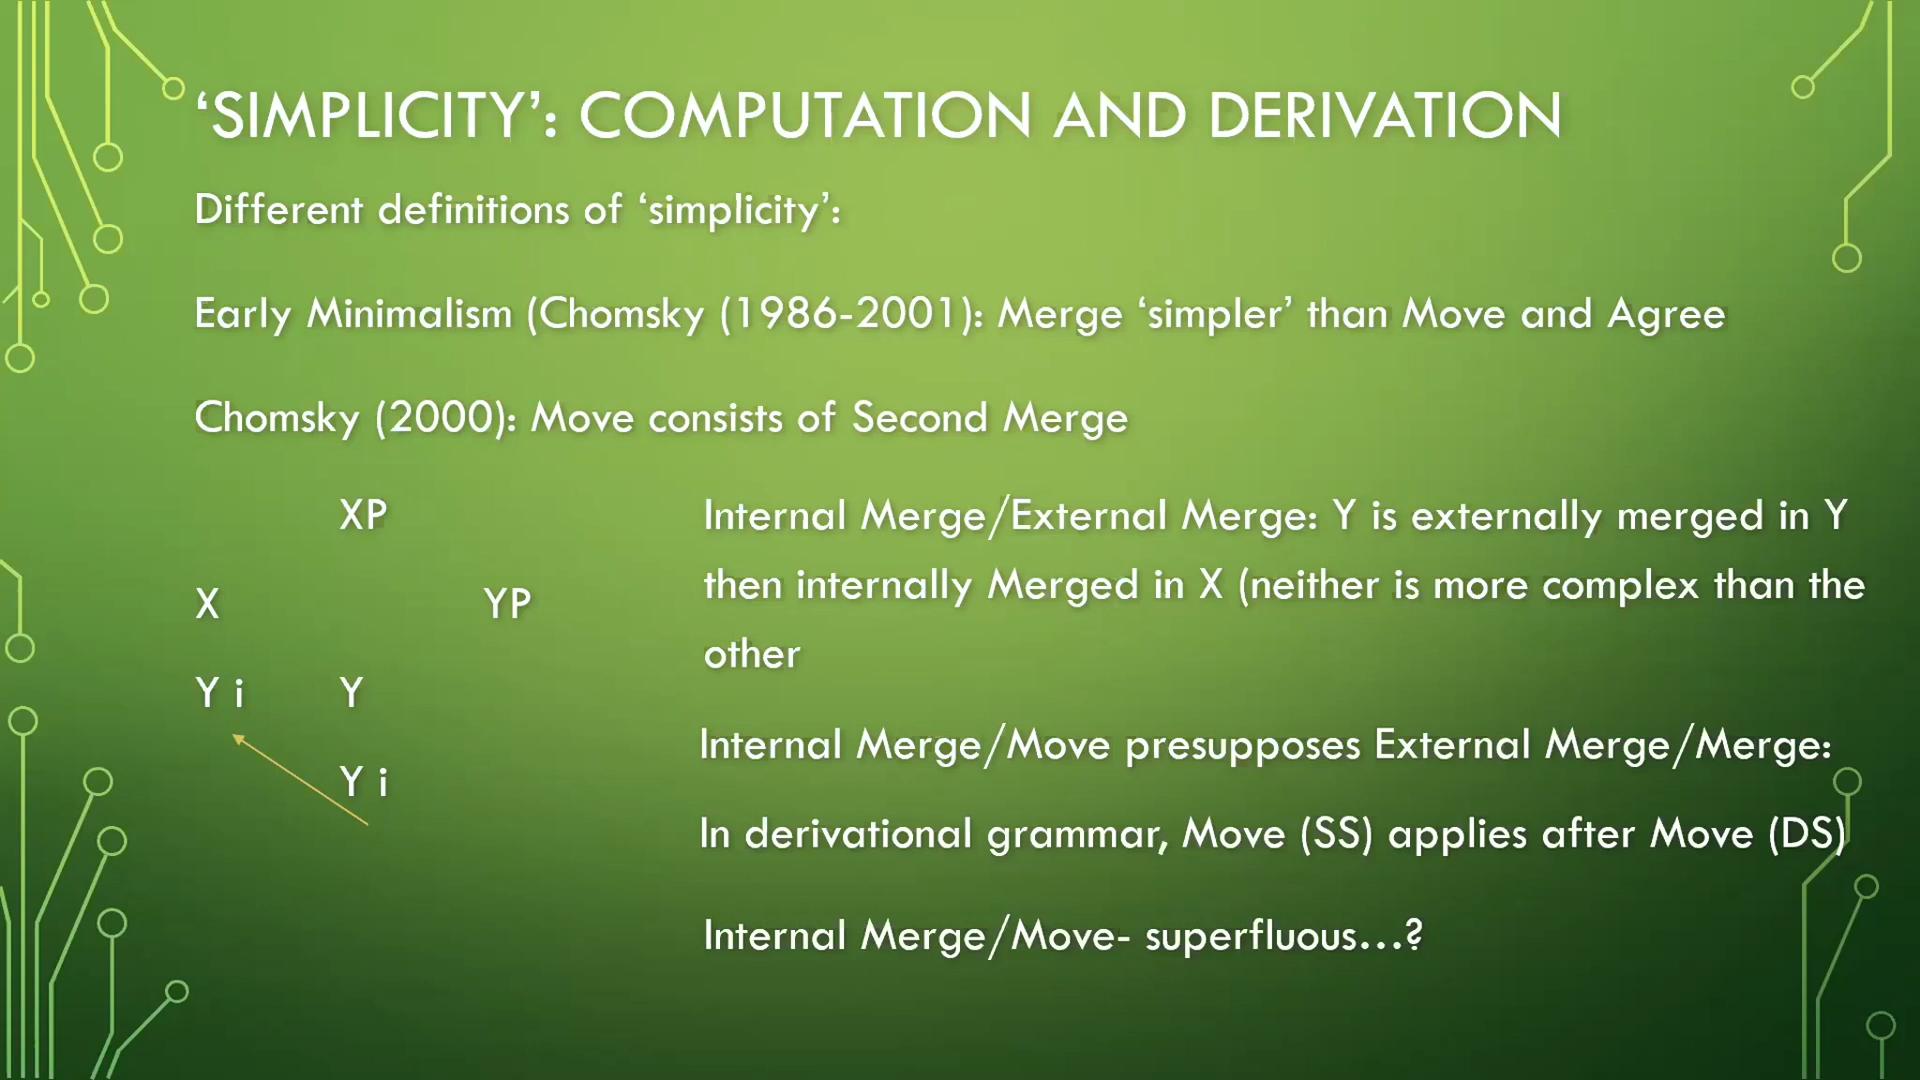 ‘SIMPLICITY’: COMPUTATION AND DERIVATION
Different definitions of ‘simplicity’:
Early Minimalism (Chomsky (1986-2001): Merge ‘simpler’ than Move and Agree
Chomsky (2000): Move consists of Second Merge
XP
X YP
Y i Y
Y i
Internal Merge/External Merge: Y is externally merged in Y
then internally Merged in X (neither is more complex than the
other
Internal Merge/Move presupposes External Merge/Merge:
In derivational grammar, Move (SS) applies after Move (DS)
Internal Merge/Move- superfluous...?